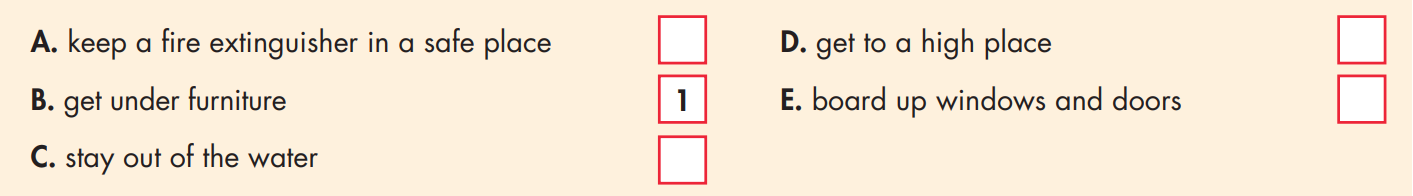 A. keep a fire extinguisher in a safe place
B. get under furniture 1
C. stay out of the water
D. get to a high place
E. board up windows and doors